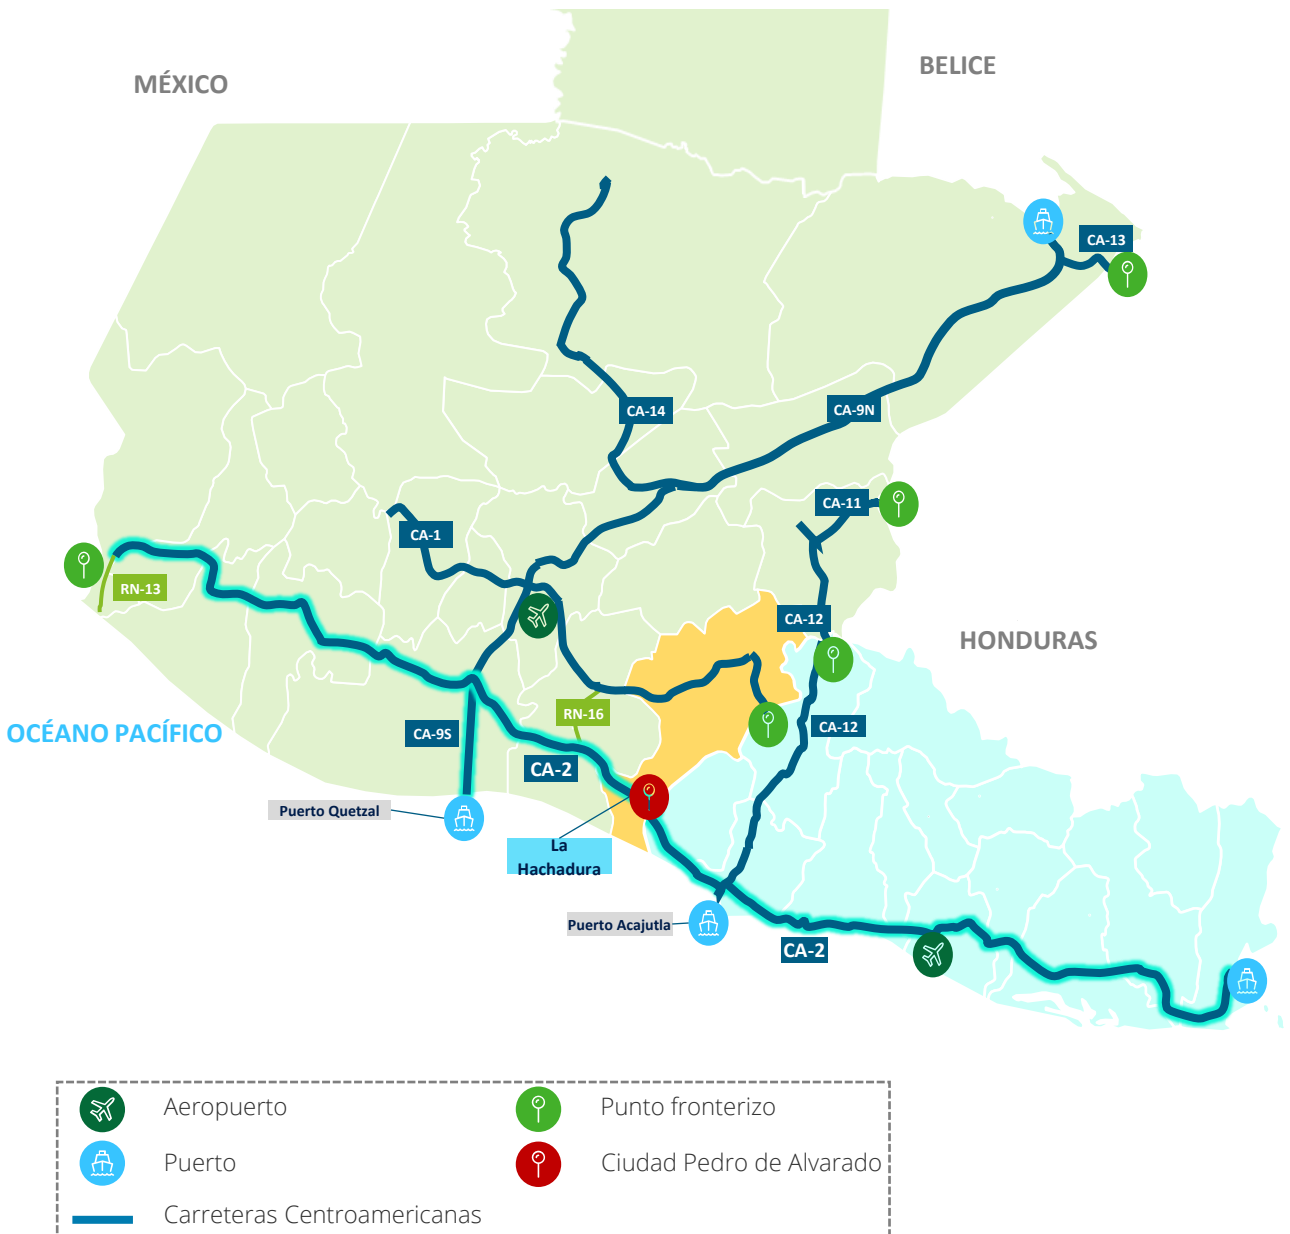 BELICE
MÉXICO
CA-13
CA-14
CA-9N
CA-11
CA-1
RN-13
CA-12
HONDURAS
RN-16
OCÉANO PACÍFICO
CA-9S
CA-12
CA-2
Puerto Quetzal
La
Hachadura
Puerto Acajutla
CA-2
Aeropuerto
Punto fronterizo
Puerto
Ciudad Pedro de Alvarado
Carreteras Centroamericanas